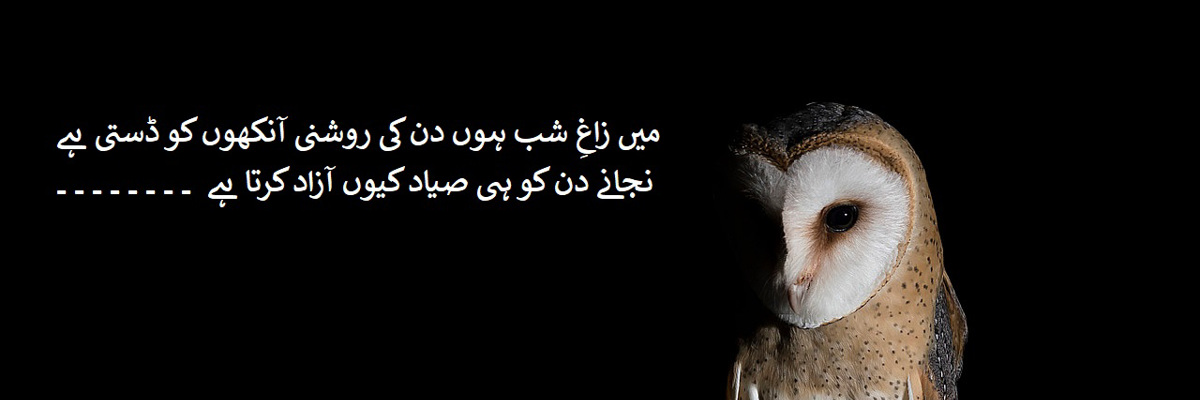 میں زاغِ شب ہوں دن کی روشنی آنکھوں کو ڈستی ہے
نجانے دن کو ہی صیاد کیوں آزاد کرتا ہے - - - - - - - -